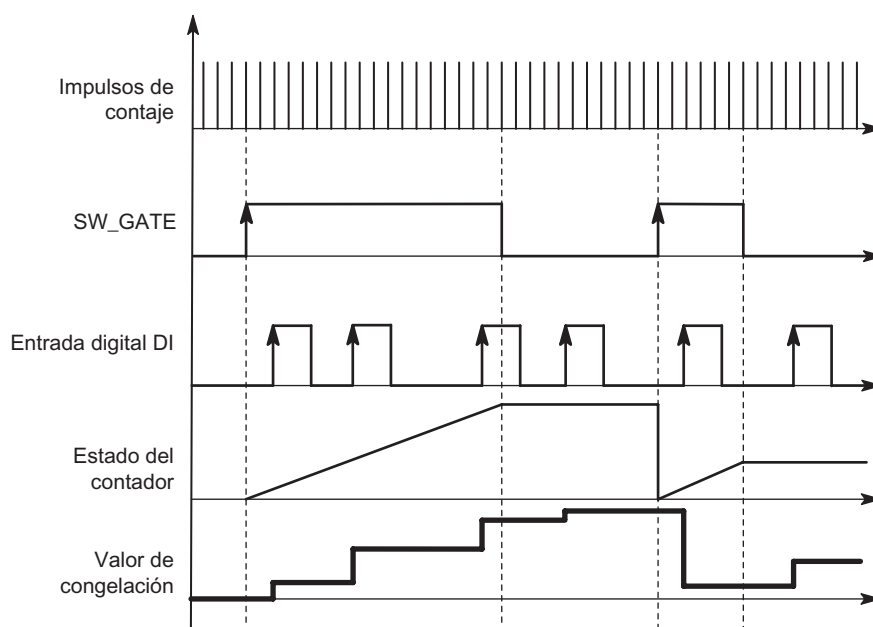 Impulsos de
contaje
SW_GATE
Entrada digital DI
Estado del
contador
Valor de
congelación